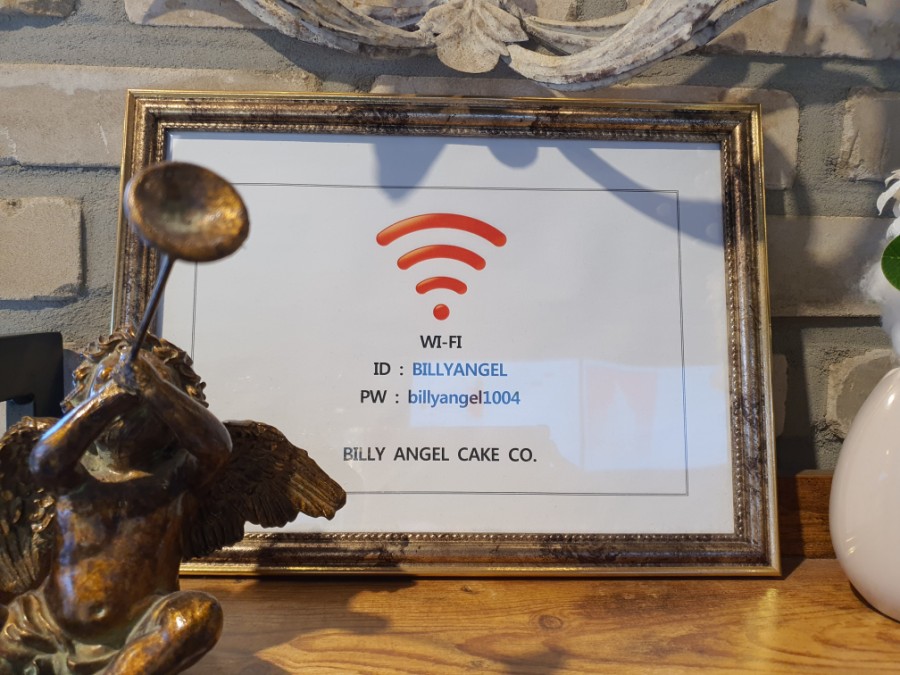 WI-FI
ID : BILLYANGEL
PW : billyangel1004
BILLY ANGEL CAKE CO.